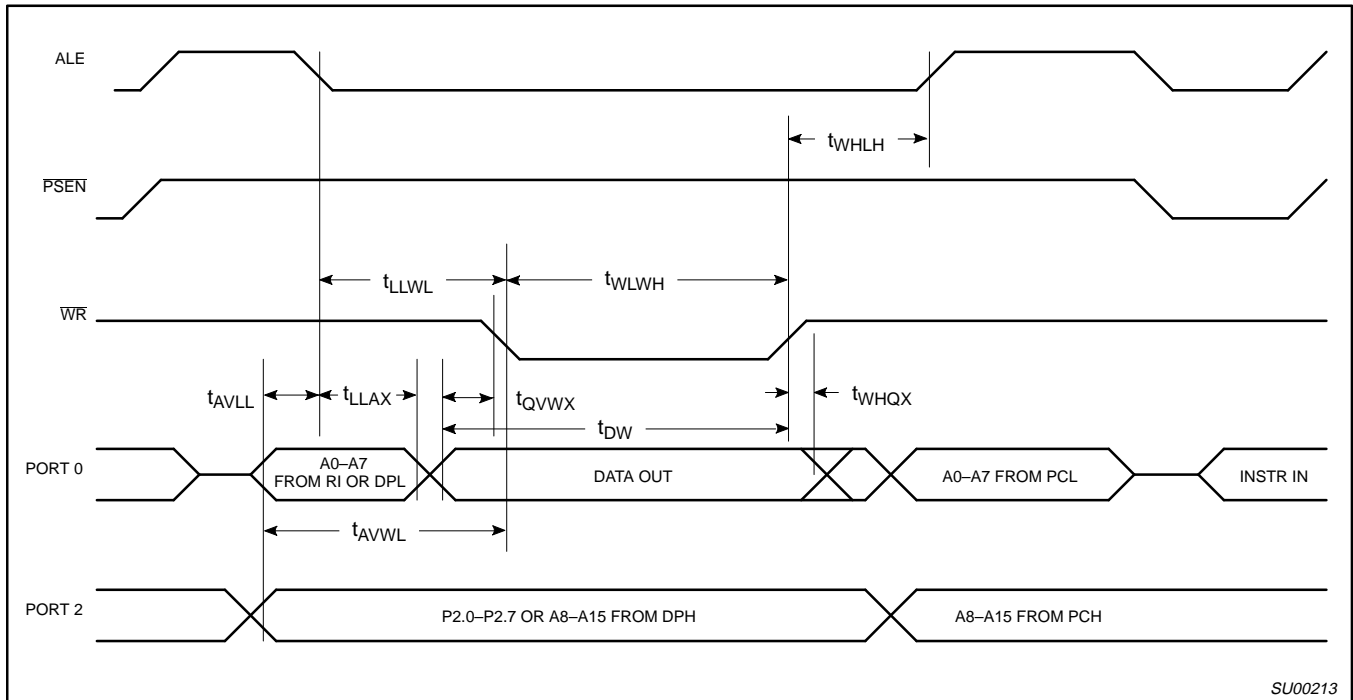 ALE
tWHLH
PSEN
tLLWL
tWLWH
WR
tAVLL
tLLAX
tQVWX
tWHQX
tDW
PORT 0
A0–A7
FROM RI OR DPL
DATA OUT
A0–A7 FROM PCL
INSTR IN
tAVWL
PORT 2
P2.0–P2.7 OR A8–A15 FROM DPH
A8–A15 FROM PCH
SU00213